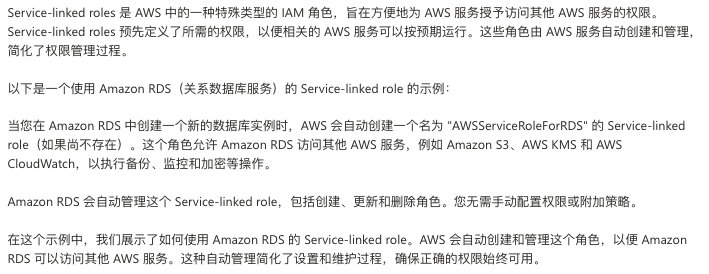 Service-linked roles 是 AWS 中的一种特殊类型的 IAM 角色，旨在方便地为 AWS 服务授予访问其他 AWS 服务的权限。
Service-linked roles 预先定义了所需的权限，以便相关的 AWS 服务可以按预期运行。这些角色由 AWS 服务自动创建和管理，
简化了权限管理过程。
以下是一个使用 Amazon RDS（关系数据库服务）的 Service-linked role 的示例：
当您在 Amazon RDS 中创建一个新的数据库实例时，AWS 会自动创建一个名为 "AWSServiceRoleForRDS" 的 Service-linked
role（如果尚不存在）。这个角色允许 Amazon RDS 访问其他 AWS 服务，例如 Amazon S3、AWS KMS 和 AWS
CloudWatch，以执行备份、监控和加密等操作。
Amazon RDS 会自动管理这个 Service-linked role，包括创建、更新和删除角色。您无需手动配置权限或附加策略。
在这个示例中，我们展示了如何使用 Amazon RDS 的 Service-linked role。AWS 会自动创建和管理这个角色，以便 Amazon
RDS 可以访问其他 AWS 服务。这种自动管理简化了设置和维护过程，确保正确的权限始终可用。